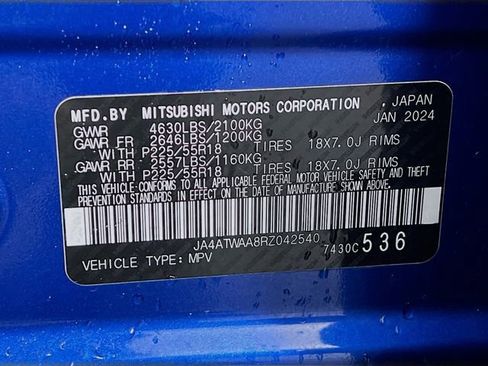 MFD.BY MITSUBISHI MOTORS CORPORATION, JAPAN
GVWR 4630LBS/2100KG JAN 2024
GAWR FR 2646LBS/1200KG
WITH P225/55R18 TIRES 18X7.0J RIMS
GAWR RR 2557LBS/1160KG
WITH P225/55R18 TIRES 18X7.0J RIMS
THIS VEHICLE CONFORMS TO ALL APPLICABLE FEDERAL MOTOR VEHICLE SAFETY AND THEFT
PREVENTION STANDARDS IN EFFECT ON THE DATE OF MANUFACTURE SHOWN ABOVE.
JA4ATWAA8RZ042540 7430C536
VEHICLE TYPE: MPV